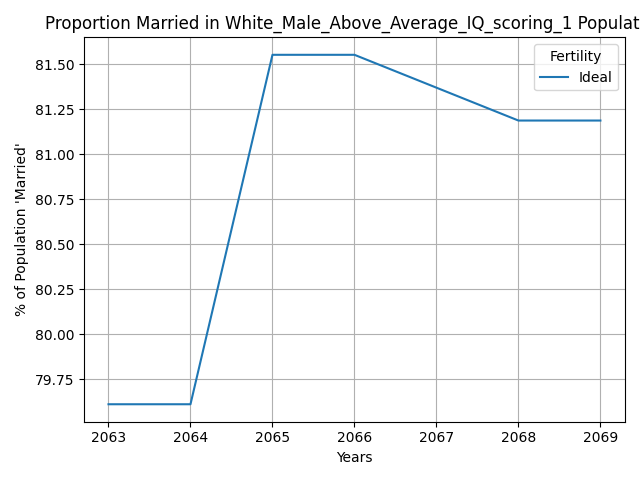 Proportion Married in White_Male_Above_Average_IQ_scoring_1 Populat
Fertility
Ideal
81.50
81.25
81.00
80.75
80.50
80.25
80.00
79.75
% of Population 'Married'
2063 2064 2065 2066 2067 2068 2069
Years